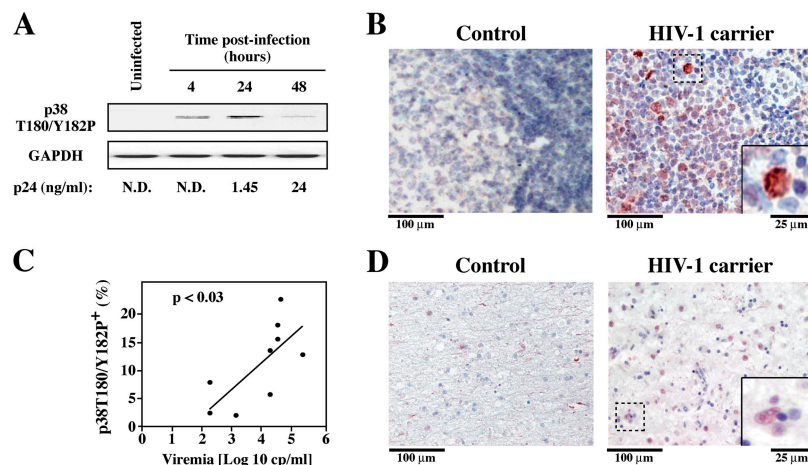 A
Uninfected
Time post-infection
(hours)
4 24 48
p38
T180/Y182P
GAPDH
p24 (ng/ml): N.D. N.D. 1.45 24
B
Control
HIV-1 carrier
100 μm
100 μm
25 μm
C
p < 0.03
p38T180/Y182P+ (%)
20
15
10
5
0
0 1 2 3 4 5 6
Viremia [Log 10 cp/ml]
D
Control
HIV-1 carrier
100 μm
100 μm
25 μm